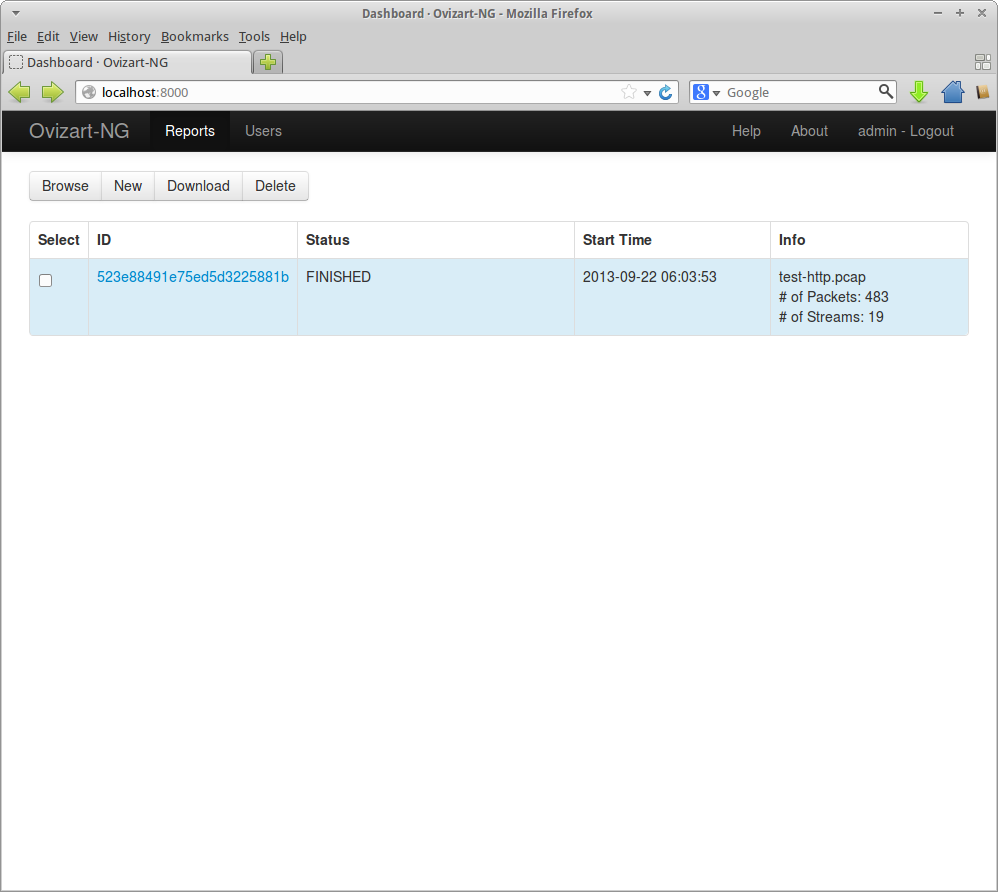 Dashboard · Ovizart-NG - Mozilla Firefox
File Edit View History Bookmarks Tools Help
Dashboard · Ovizart-NG
localhost:8000
8 Google
Ovizart-NG Reports Users Help About admin - Logout
Browse New Download Delete
Select ID Status Start Time Info
523e88491e75ed5d3225881b FINISHED 2013-09-22 06:03:53 test-http.pcap
# of Packets: 483
# of Streams: 19